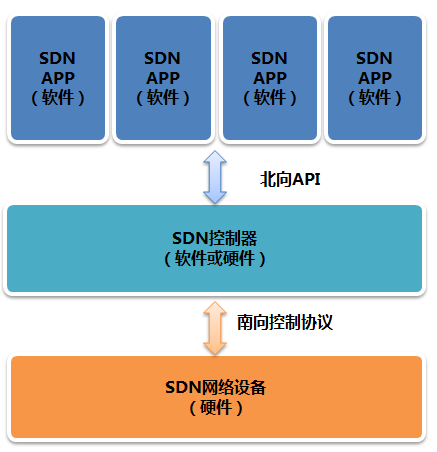 SDN
APP
（软件）
SDN
APP
（软件）
SDN
APP
（软件）
SDN
APP
（软件）
北向API
SDN控制器
（软件或硬件）
南向控制协议
SDN网络设备
（硬件）